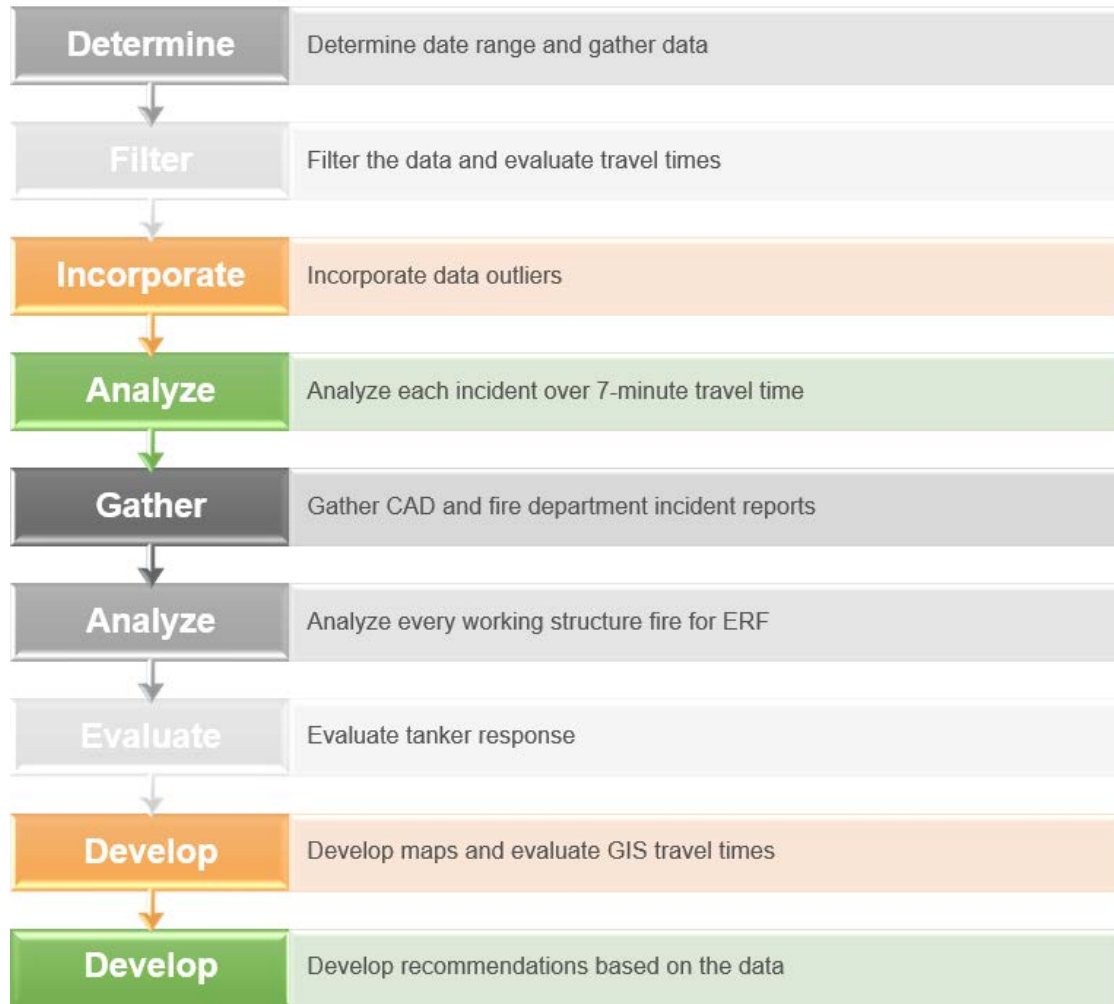 Determine
Determine date range and gather data
Filter
Filter the data and evaluate travel times
Incorporate
Incorporate data outliers
Analyze
Analyze each incident over 7-minute travel time
Gather
Gather CAD and fire department incident reports
Analyze
Analyze every working structure fire for ERF
Evaluate
Evaluate tanker response
Develop
Develop maps and evaluate GIS travel times
Develop
Develop recommendations based on the data